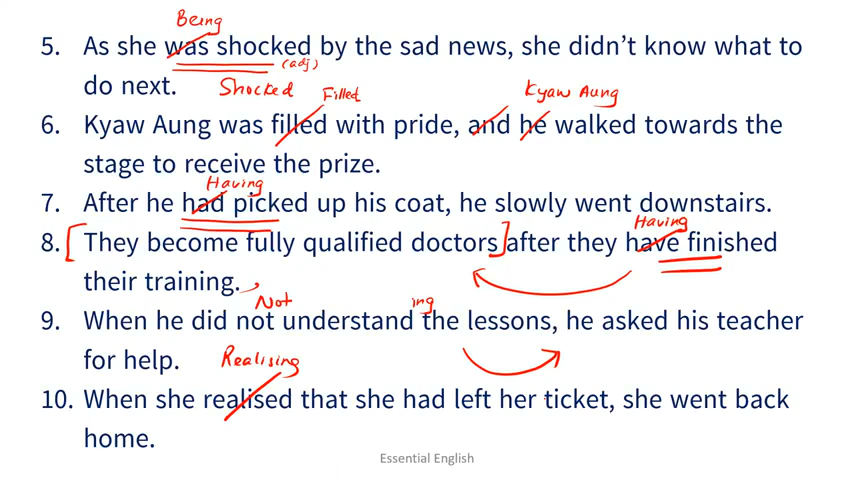 Being
5. As she was shocked by the sad news, she didn't know what to
(adj)
do next.
Shocked
Filled
Kyaw Aung
6. Kyaw Aung was filled with pride, and he walked towards the
stage to receive the prize.
Having
7. After he had picked up his coat, he slowly went downstairs.
Having
8. [They become fully qualified doctors] after they have finished
their training.,
Not
ing
9. When he did not understand the lessons, he asked his teacher
for help.
Realising
10. When she realised that she had left her ticket, she went back
home.
Essential English